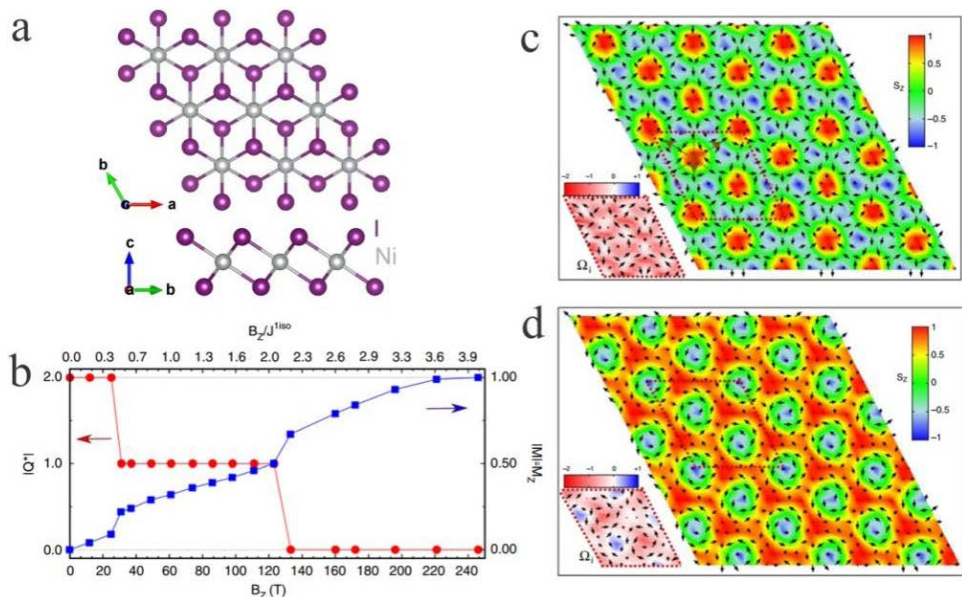 a
b
c
a
I
Ni
c
a
b
b
B_Z/J^1iso
0.0 0.3 0.7 1.0 1.3 1.6 2.0 2.3 2.6 2.9 3.3 3.6 3.9
2.0
1.0
0.0
|Q*|
1.00
0.50
0.00
|M|=M_Z
0 20 40 60 80 100 120 140 160 180 200 220 240
B_Z (T)
c
1
0.5
0
−0.5
−1
S_Z
−2 −1 0 +1
Ω_i
d
1
0.5
0
−0.5
−1
S_Z
−2 −1 0 +1
Ω_i